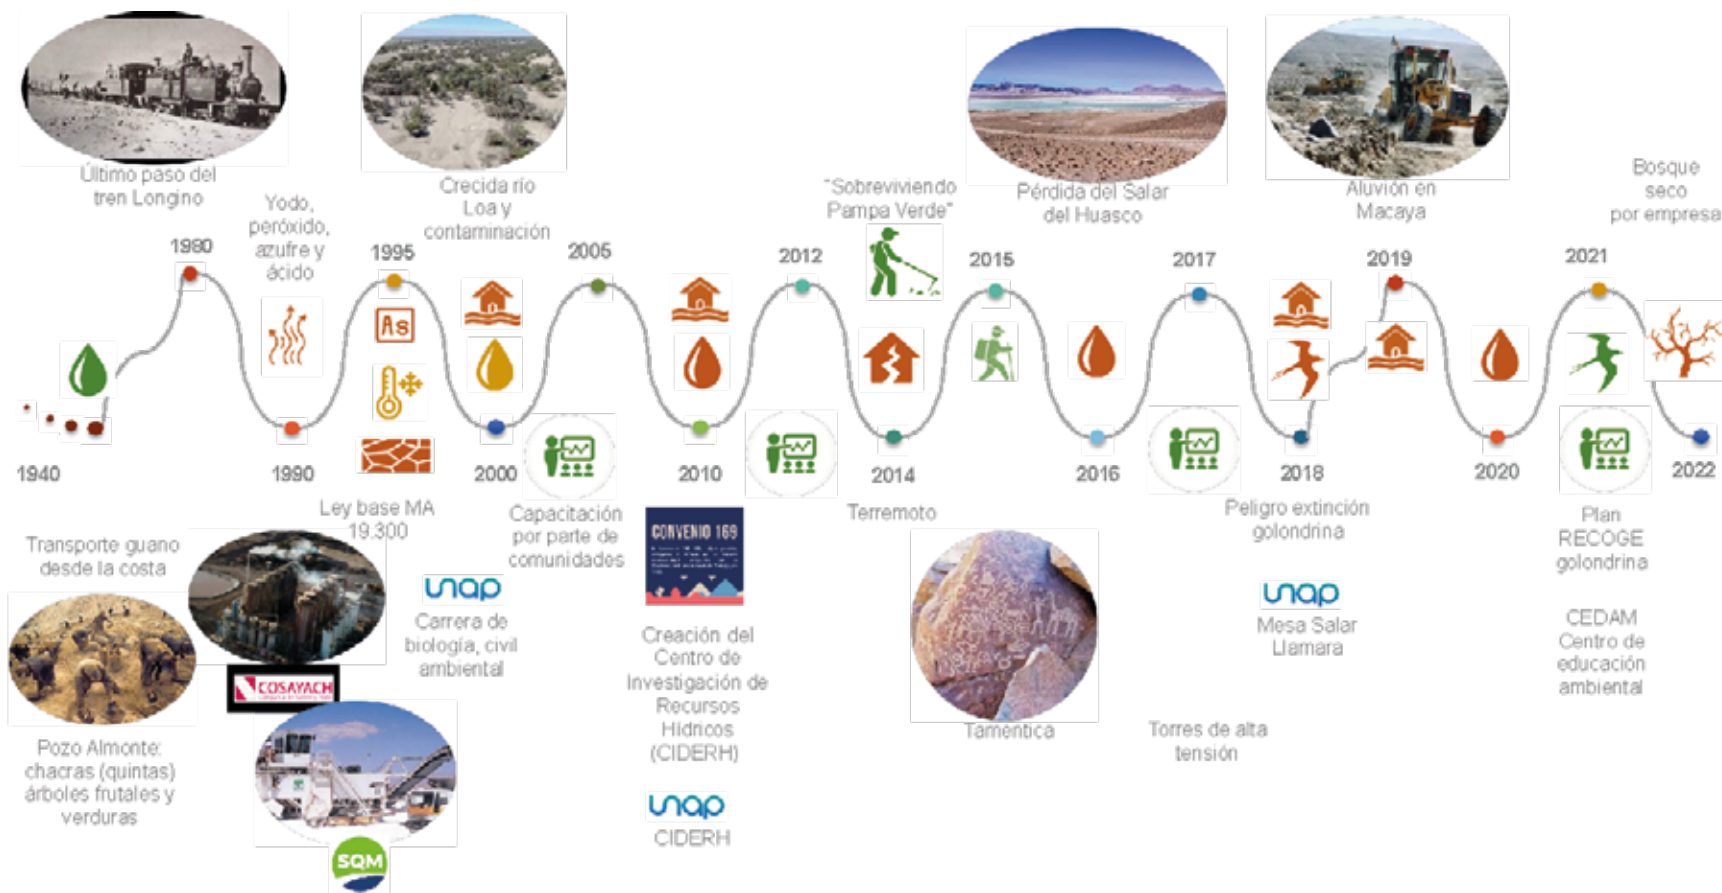 Último paso del
tren Longino
Yodo,
peróxido,
azufre y
ácido
Crecida río
Loa y
contaminación
"Sobreviviendo
Pampa Verde"
Pérdida del Salar
del Huasco
Aluvión en
Macaya
Bosque
seco
por empresa
1980
1995
2005
2012
2015
2017
2019
2021
As
1940
1990
2000
2010
2014
2016
2018
2020
2022
Transporte guano
desde la costa
Pozo Almonte:
chacras (quintas)
árboles frutales y
verduras
COSAYACH
SQM
Ley base MA
19.300
unap
Carrera de
biología, civil
ambiental
Capacitación
por parte de
comunidades
CONVENIO 169
Creación del
Centro de
Investigación de
Recursos
Hídricos
(CIDERH)
unap
CIDERH
Terremoto
Tamentica
Torres de alta
tensión
Peligro extinción
golondrina
unap
Mesa Salar
Llamara
Plan
RECOGE
golondrina
CEDAM
Centro de
educación
ambiental